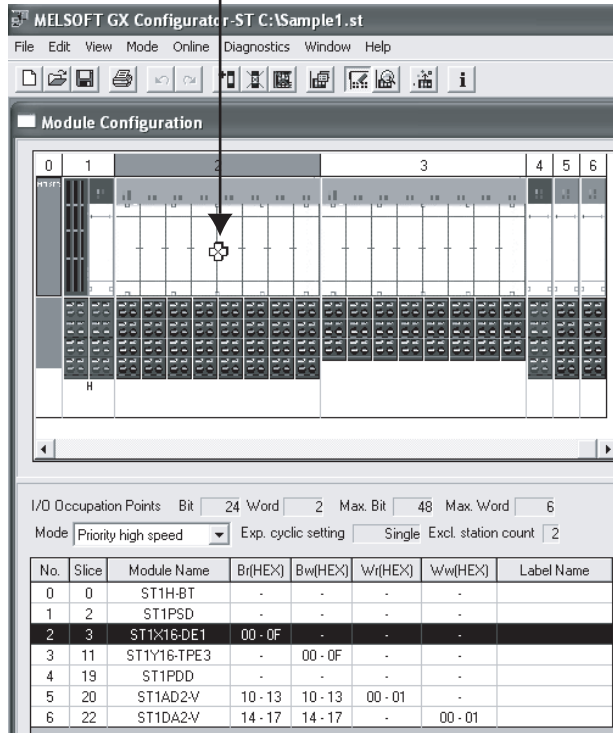 MELSOFT GX Configurator-ST C:\Sample1.st
File Edit View Mode Online Diagnostics Window Help
Module Configuration
0 1 2 3 4 5 6
H
I/O Occupation Points Bit 24 Word 2 Max. Bit 48 Max. Word 6
Mode Priority high speed Exp. cyclic setting Single Excl. station count 2
No. Slice Module Name Br(HEX) Bw(HEX) Wr(HEX) Ww(HEX) Label Name
0 0 ST1H-BT - - - -
1 2 ST1PSD - - - -
2 3 ST1X16-DE1 00 - 0F - - -
3 11 ST1Y16-TPE3 - 00 - 0F - -
4 19 ST1PDD - - - -
5 20 ST1AD2-V 10 - 13 10 - 13 00 - 01 -
6 22 ST1DA2-V 14 - 17 14 - 17 - 00 - 01